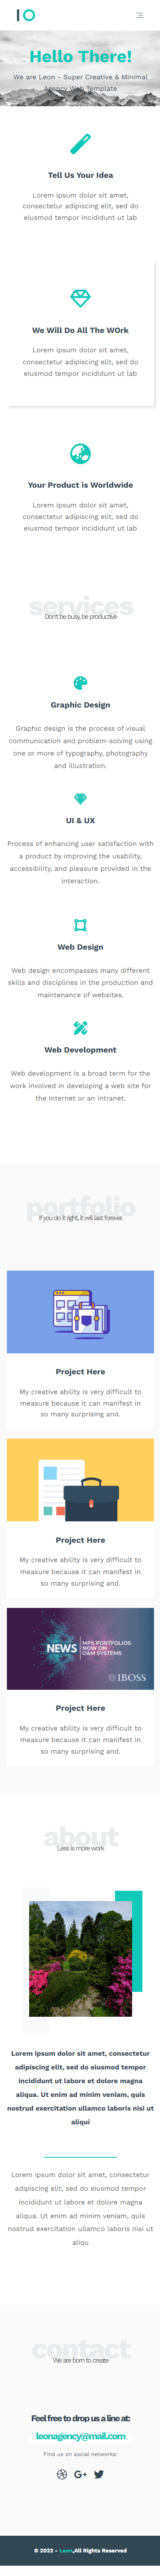 IO
Hello There!
We are Leon - Super Creative & Minimal
Agency Web Template
Tell Us Your Idea
Lorem ipsum dolor sit amet,
consectetur adipiscing elit, sed do
eiusmod tempor incididunt ut lab
We Will Do All The WOrk
Lorem ipsum dolor sit amet,
consectetur adipiscing elit, sed do
eiusmod tempor incididunt ut lab
Your Product is Worldwide
Lorem ipsum dolor sit amet,
consectetur adipiscing elit, sed do
eiusmod tempor incididunt ut lab
services
Don't be busy, be productive
Graphic Design
Graphic design is the process of visual
communication and problem-solving using
one or more of typography, photography
and illustration.
UI & UX
Process of enhancing user satisfaction with
a product by improving the usability,
accessibility, and pleasure provided in the
interaction.
Web Design
Web design encompasses many different
skills and disciplines in the production and
maintenance of websites.
Web Development
Web development is a broad term for the
work involved in developing a web site for
the Internet or an intranet.
portfolio
If you do it right, it will last forever.
Project Here
My creative ability is very difficult to
measure because it can manifest in
so many surprising and.
Project Here
My creative ability is very difficult to
measure because it can manifest in
so many surprising and.
NEWS
MPS PORTFOLIOS
NOW ON
O&M SYSTEMS
IBOSS
Project Here
My creative ability is very difficult to
measure because it can manifest in
so many surprising and.
about
Less is more work
Lorem ipsum dolor sit amet, consectetur
adipiscing elit, sed do eiusmod tempor
incididunt ut labore et dolore magna
aliqua. Ut enim ad minim veniam, quis
nostrud exercitation ullamco laboris nisi ut
aliqui
Lorem ipsum dolor sit amet, consectetur
adipiscing elit, sed do eiusmod tempor
incididunt ut labore et dolore magna
aliqua. Ut enim ad minim veniam, quis
nostrud exercitation ullamco laboris nisi ut
aliqu
contact
We are born to create
Feel free to drop us a line at:
leonagency@mail.com
Find us on social networks:
© 2022 - Leon,All Rights Reserved